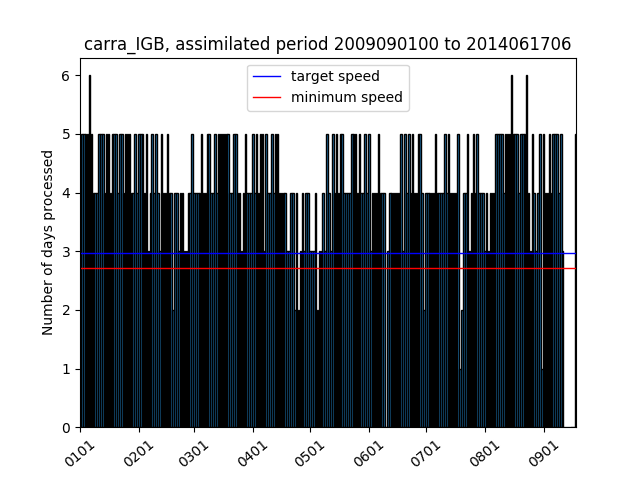 carra_IGB, assimilated period 2009090100 to 2014061706
target speed
minimum speed
Number of days processed
6
5
4
3
2
1
0
0101 0201 0301 0401 0501 0601 0701 0801 0901